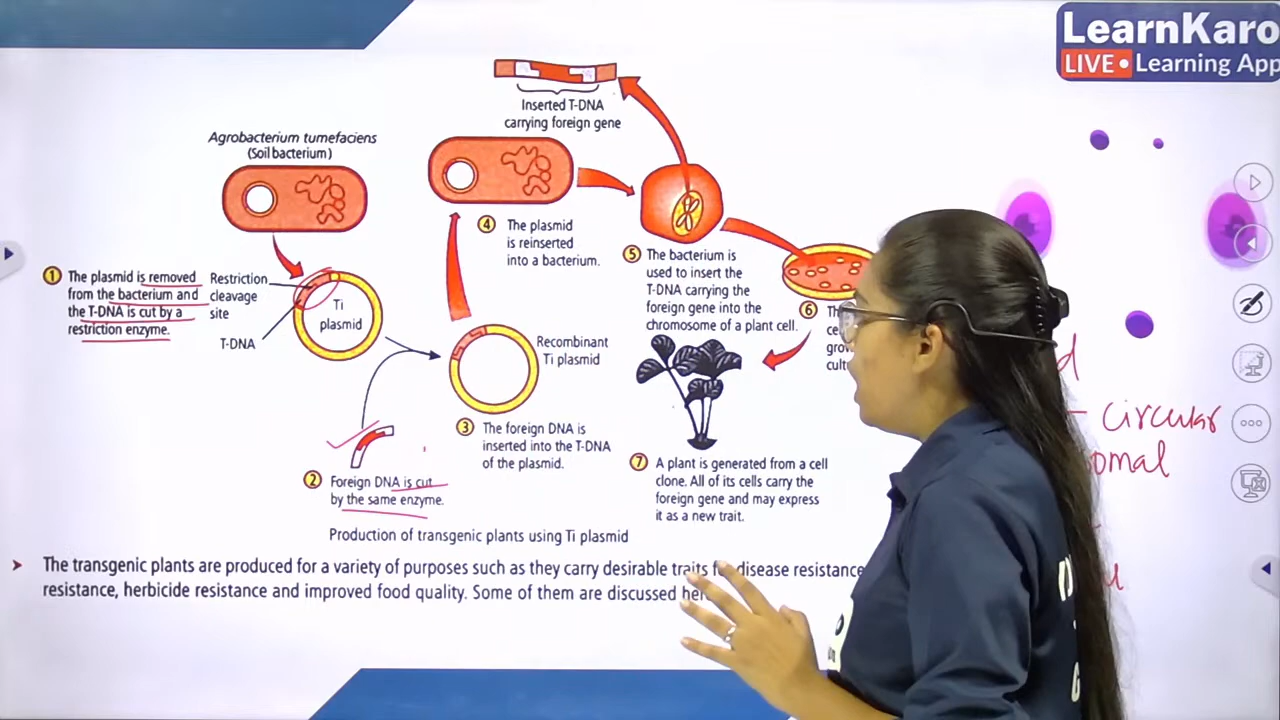 LearnKaro
LIVE • Learning App
Inserted T-DNA
carrying foreign gene
Agrobacterium tumefaciens
(Soil bacterium)
① The plasmid is removed
from the bacterium and
the T-DNA is cut by a
restriction enzyme.
Restriction
cleavage
site
T-DNA
Ti
plasmid
④ The plasmid
is reinserted
into a bacterium.
⑤ The bacterium is
used to insert the
T-DNA carrying the
foreign gene into the
chromosome of a plant cell.
⑥
Recombinant
Ti plasmid
② Foreign DNA is cut
by the same enzyme.
③ The foreign DNA is
inserted into the T-DNA
of the plasmid.
⑦ A plant is generated from a cell
clone. All of its cells carry the
foreign gene and may express
it as a new trait.
Production of transgenic plants using Ti plasmid
➤ The transgenic plants are produced for a variety of purposes such as they carry desirable traits disease resistance
resistance, herbicide resistance and improved food quality. Some of them are discussed
- circular